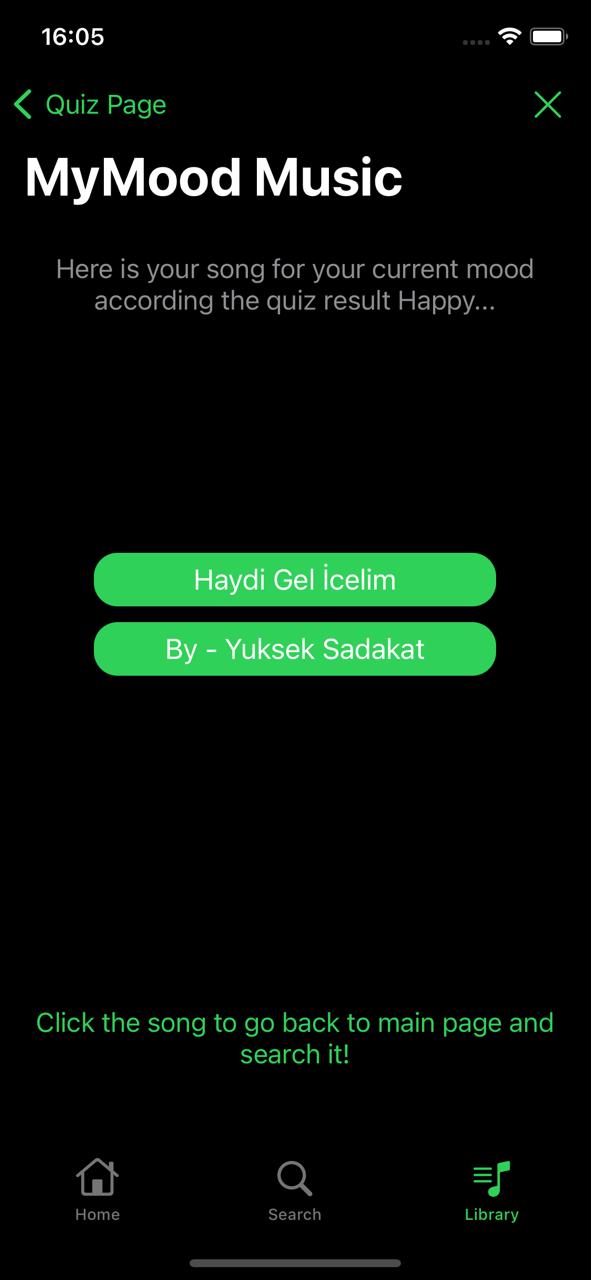 16:05
Quiz Page
MyMood Music
Here is your song for your current mood
according the quiz result Happy...
Haydi Gel İcelim
By - Yuksek Sadakat
Click the song to go back to main page and
search it!
Home
Search
Library